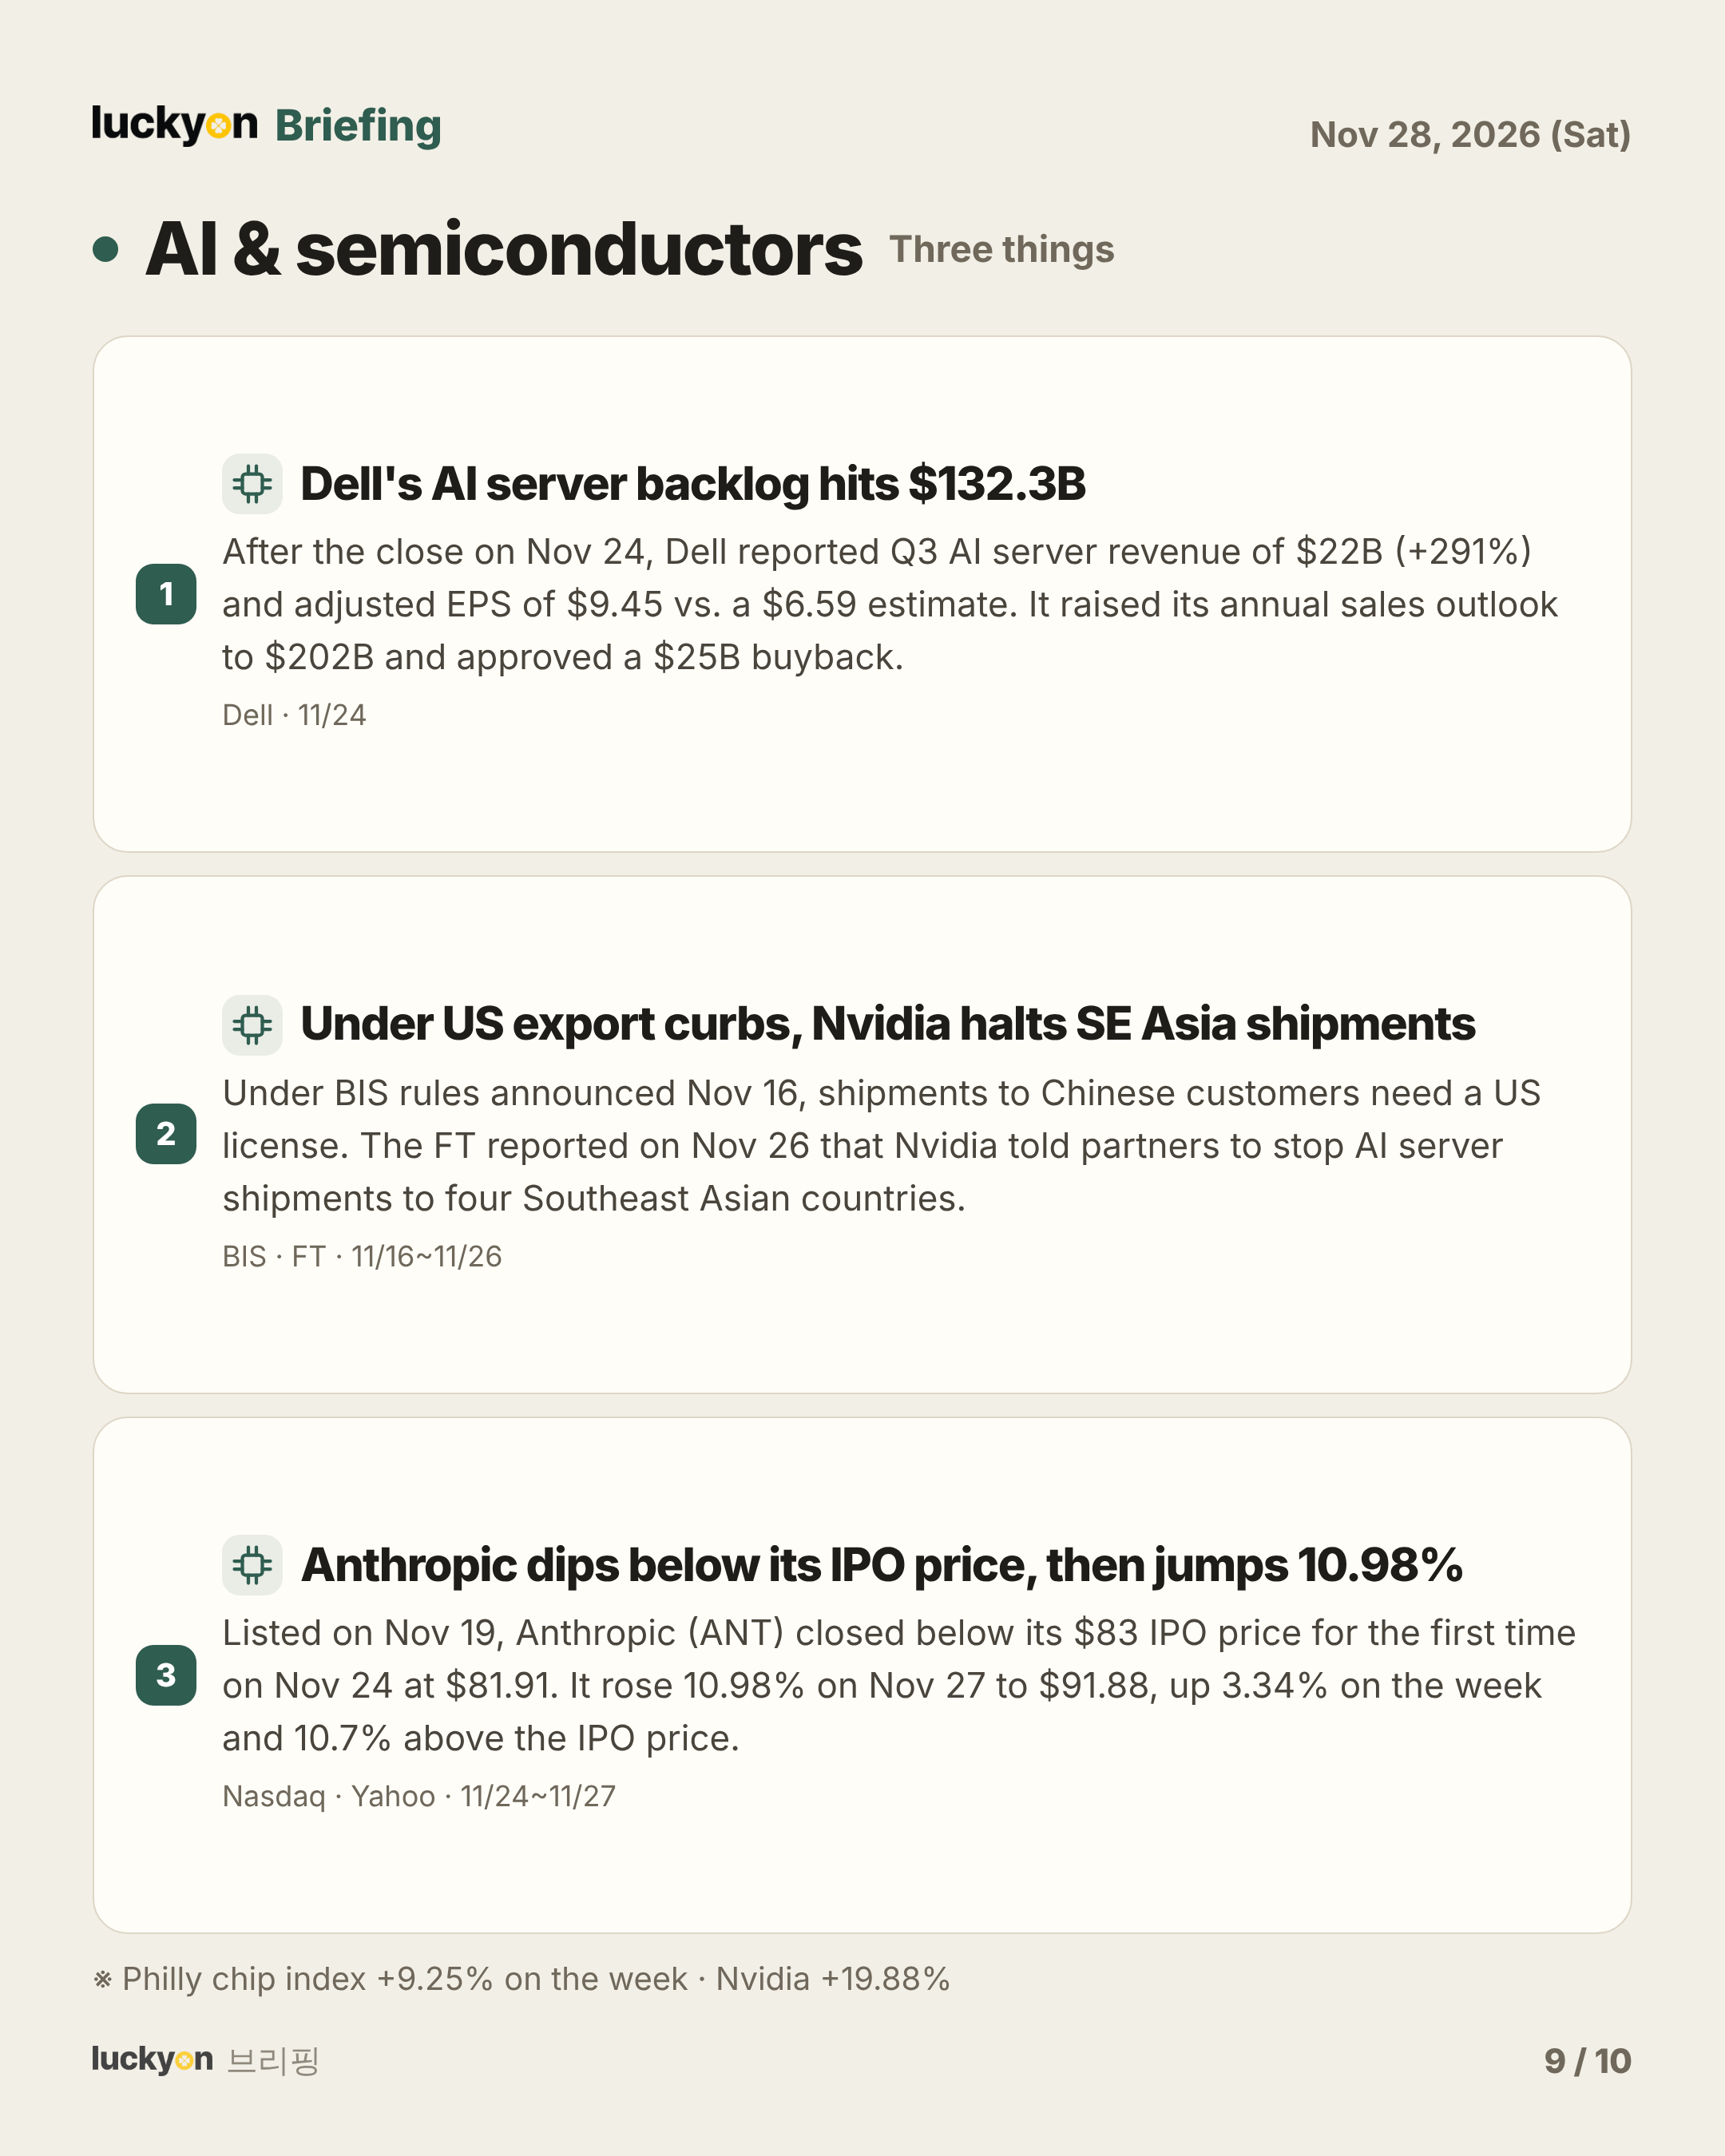 luckyon Briefing
Nov 28, 2026 (Sat)
AI & semiconductors Three things
Dell's AI server backlog hits $132.3B
1
After the close on Nov 24, Dell reported Q3 AI server revenue of $22B (+291%)
and adjusted EPS of $9.45 vs. a $6.59 estimate. It raised its annual sales outlook
to $202B and approved a $25B buyback.
Dell · 11/24
Under US export curbs, Nvidia halts SE Asia shipments
2
Under BIS rules announced Nov 16, shipments to Chinese customers need a US
license. The FT reported on Nov 26 that Nvidia told partners to stop AI server
shipments to four Southeast Asian countries.
BIS · FT · 11/16~11/26
Anthropic dips below its IPO price, then jumps 10.98%
3
Listed on Nov 19, Anthropic (ANT) closed below its $83 IPO price for the first time
on Nov 24 at $81.91. It rose 10.98% on Nov 27 to $91.88, up 3.34% on the week
and 10.7% above the IPO price.
Nasdaq · Yahoo · 11/24~11/27
※ Philly chip index +9.25% on the week · Nvidia +19.88%
luckyon 브리핑
9 / 10